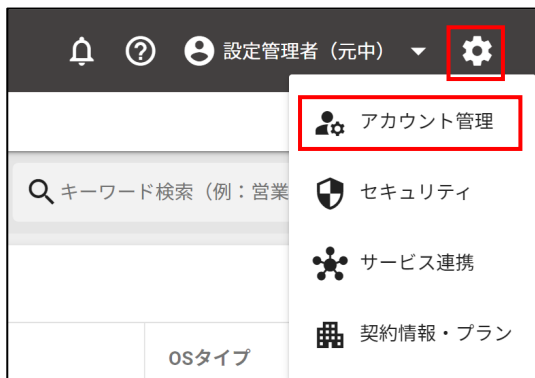 設定管理者（元中）
アカウント管理
キーワード検索（例：営業
セキュリティ
サービス連携
契約情報・プラン
OSタイプ